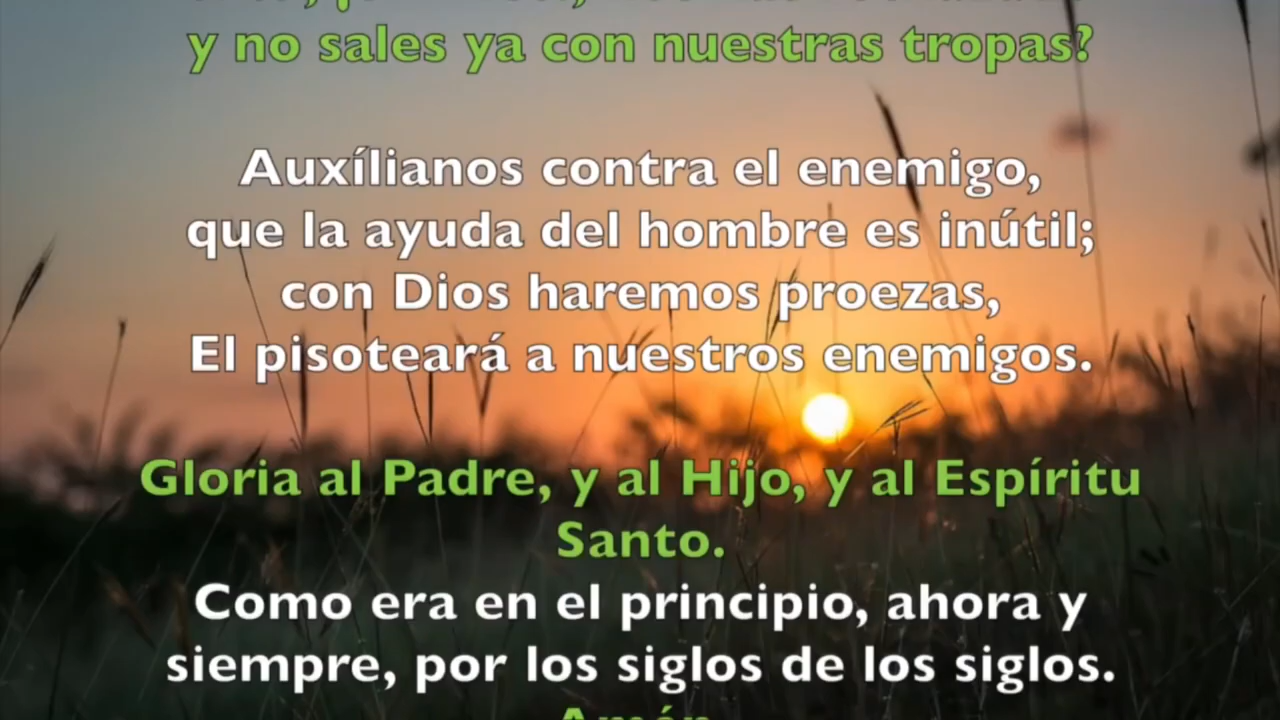 y no sales ya con nuestras tropas?
Auxílianos contra el enemigo,
que la ayuda del hombre es inútil;
con Dios haremos proezas,
El pisoteará a nuestros enemigos.
Gloria al Padre, y al Hijo, y al Espíritu
Santo.
Como era en el principio, ahora y
siempre, por los siglos de los siglos.
Amén